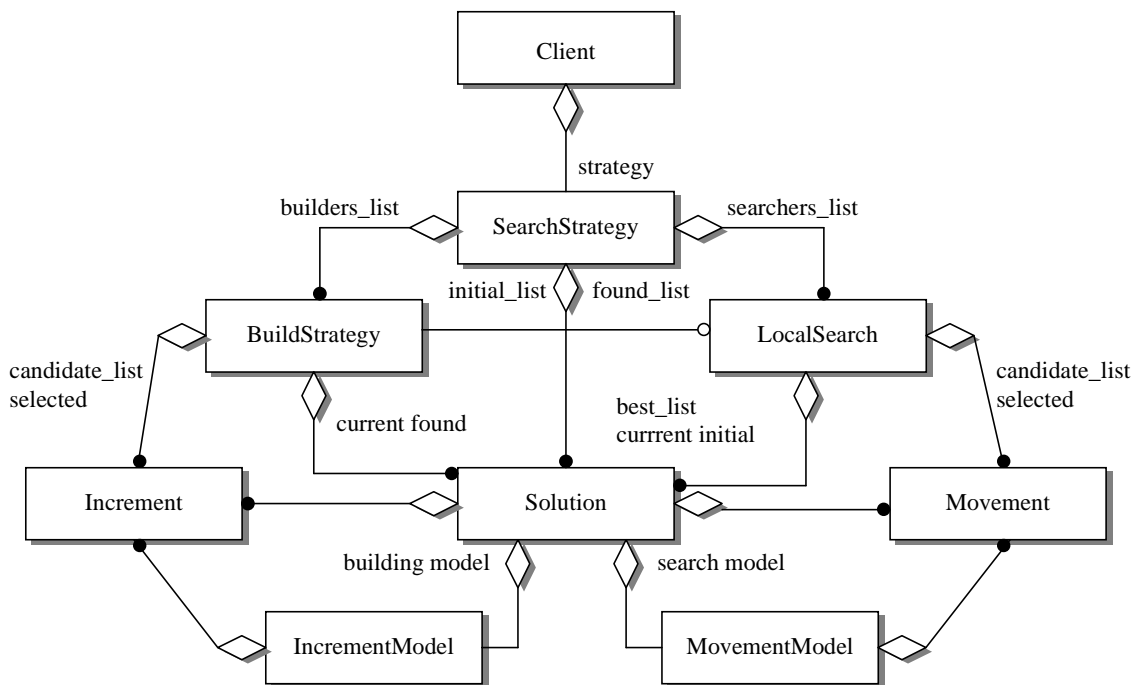 Client
strategy
builders_list
SearchStrategy
searchers_list
initial_list
found_list
BuildStrategy
LocalSearch
candidate_list
selected
current found
best_list
currrent initial
candidate_list
selected
Increment
Solution
Movement
building model
search model
IncrementModel
MovementModel